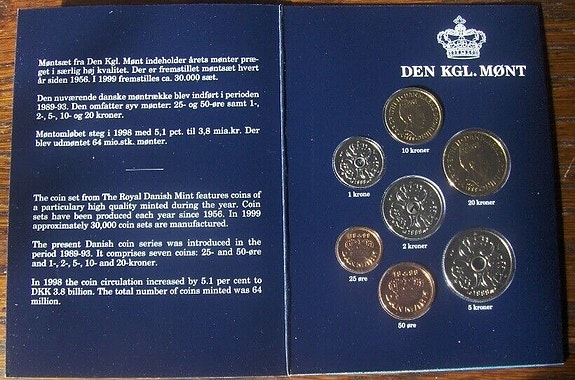 Møntsæt fra Den Kgl. Mønt indeholder årets mønter præ-
get i særlig høj kvalitet. Der er fremstillet møntsæt hvert
år siden 1956. I 1999 fremstilles ca. 30.000 sæt.
Den nuværende danske møntrække blev indført i perioden
1989-93. Den omfatter syv mønter: 25- og 50-øre samt 1-,
2-, 5-, 10- og 20 kroner.
Møntomløbet steg i 1998 med 5,1 pct. til 3,8 mia.kr. Der
blev udmøntet 64 mio.stk. mønter.
The coin set from The Royal Danish Mint features coins of
a particulary high quality minted during the year. Coin
sets have been produced each year since 1956. In 1999
approximately 30,000 coin sets are manufactured.
The present Danish coin series was introduced in the
period 1989-93. It comprises seven coins: 25- and 50-øre
and 1-, 2-, 5-, 10- and 20-kroner.
In 1998 the coin circulation increased by 5.1 per cent to
DKK 3.8 billion. The total number of coins minted was 64
million.
DEN KGL. MØNT
10 kroner
1 krone
20 kroner
2 kroner
25 øre
5 kroner
50 øre